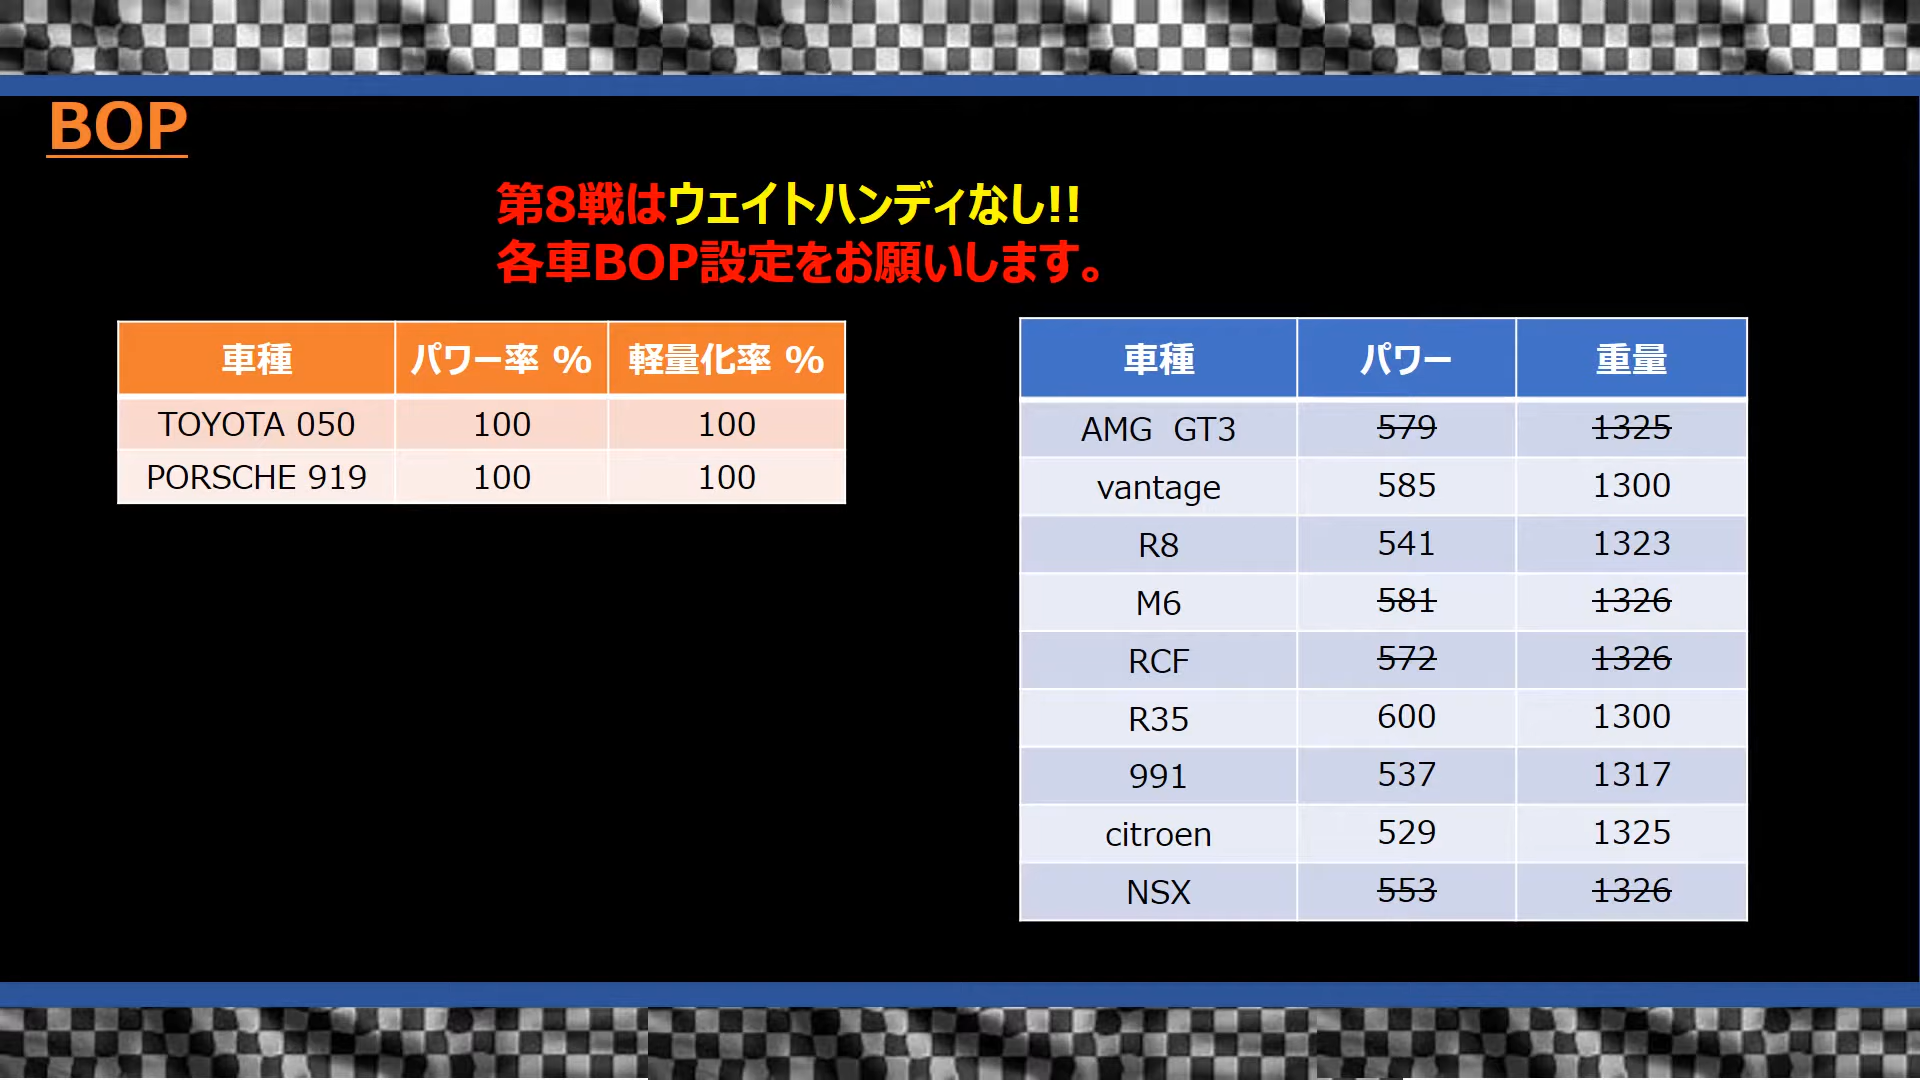 BOP
第8戦はウェイトハンディなし!!
各車BOP設定をお願いします。
車種 パワー率 % 軽量化率 %
TOYOTA 050 100 100
PORSCHE 919 100 100
車種 パワー 重量
AMG GT3 579 1325
vantage 585 1300
R8 541 1323
M6 581 1326
RCF 572 1326
R35 600 1300
991 537 1317
citroen 529 1325
NSX 553 1326